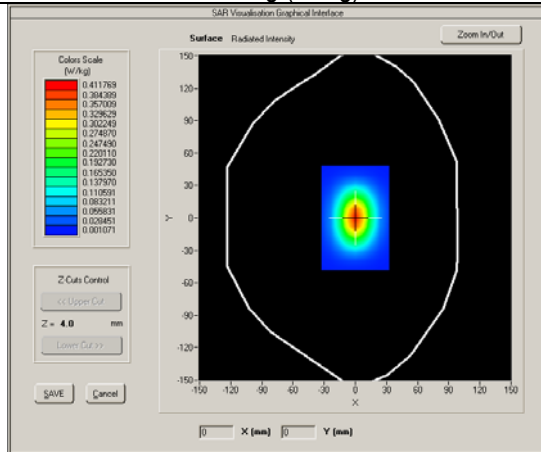 SAR Visualisation Graphical Interface
Surface Radiated Intensity
Zoom In/Out
Colors Scale
(W/kg)
0.411769
0.384389
0.357009
0.329629
0.302249
0.274870
0.247490
0.220110
0.192730
0.165350
0.137970
0.110591
0.083211
0.055831
0.028451
0.001071
Z-Cuts Control
<< Upper Cut
Z = 4.0 mm
Lower Cut >>
SAVE
Cancel
150-
120-
90-
60-
30-
0-
-30-
-60-
-90-
-120-
-150-
Y
-150 -120 -90 -60 -30 0 30 60 90 120 150
X
0 X (mm) 0 Y (mm)